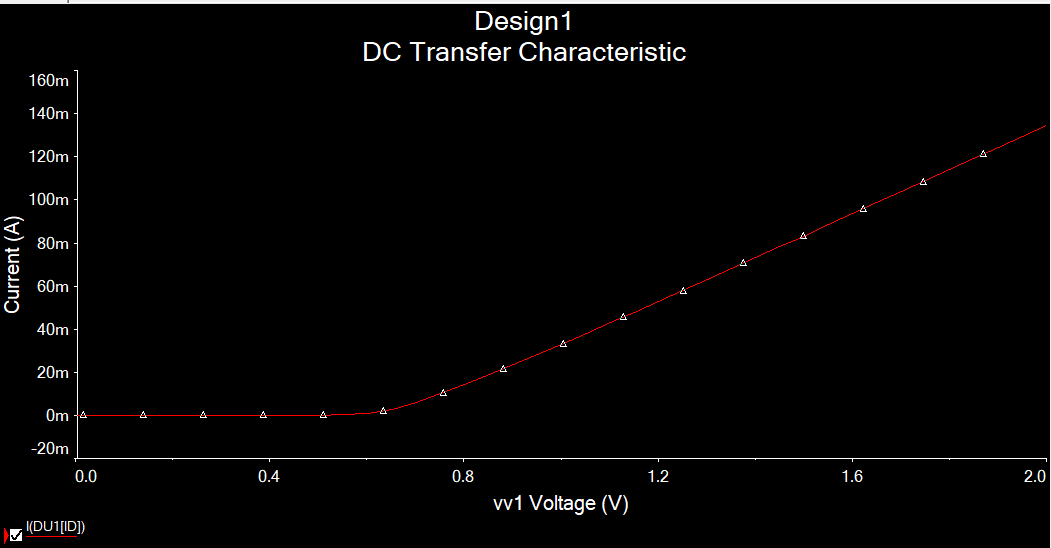 Design1
DC Transfer Characteristic
160m
140m
120m
100m
80m
60m
40m
20m
0m
-20m
Current (A)
0.0 0.4 0.8 1.2 1.6 2.0
vv1 Voltage (V)
I(DU1[ID])